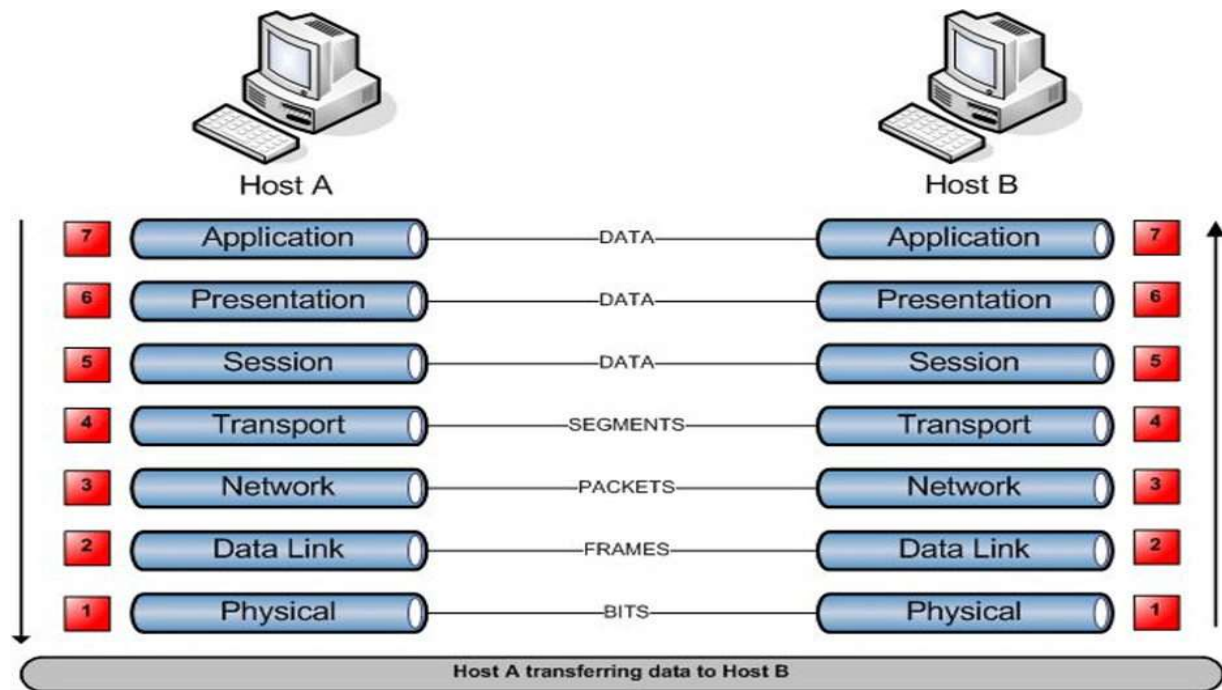 Host A Host B
7 Application DATA Application 7
6 Presentation DATA Presentation 6
5 Session DATA Session 5
4 Transport SEGMENTS Transport 4
3 Network PACKETS Network 3
2 Data Link FRAMES Data Link 2
1 Physical BITS Physical 1
Host A transferring data to Host B